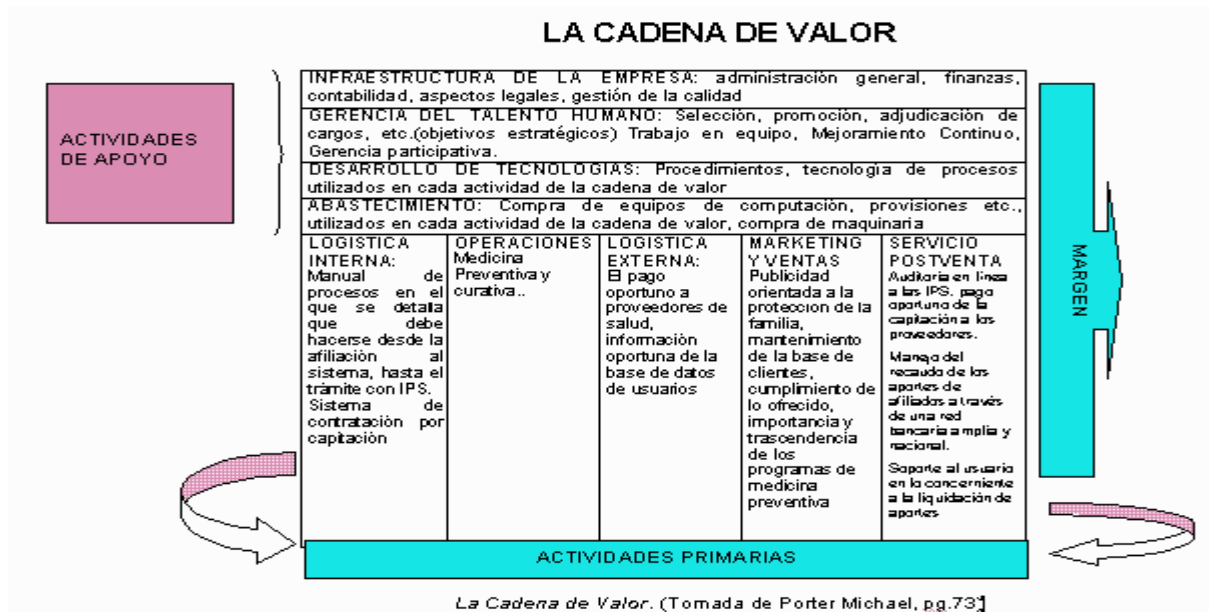 LA CADENA DE VALOR
ACTIVIDADES
DE APOYO
INFRAESTRUCTURA DE LA EMPRESA: administración general, finanzas,
contabilidad, aspectos legales, gestión de la calidad
GERENCIA DEL TALENTO HUMANO: Selección, promoción, adjudicación de
cargos, etc.(objetivos estratégicos) Trabajo en equipo, Mejoramiento Continuo,
Gerencia participativa.
DESARROLLO DE TECNOLOGIAS: Procedimientos, tecnología de procesos
utilizados en cada actividad de la cadena de valor
ABASTECIMIENTO: Compra de equipos de computación, provisiones etc.,
utilizados en cada actividad de la cadena de valor, compra de maquinaria
LOGISTICA
INTERNA:
Manual de
procesos en el
que se detalla
que debe
hacerse desde la
afiliación al
sistema, hasta el
trámite con IPS.
Sistema de
contratación por
capitación
OPERACIONES
Medicina
Preventiva y
curativa..
LOGISTICA
EXTERNA:
El pago
oportuno a
proveedores de
salud,
información
oportuna de la
base de datos
de usuarios
MARKETING
Y VENTAS
Publicidad
orientada a la
protección de la
familia,
mantenimiento
de la base de
clientes,
cumplimiento de
lo ofrecido,
importancia y
trascendencia
de los
programas de
medicina
preventiva
SERVICIO
POSTVENTA
Auditoria en línea
a las IPS, pago
oportuno de la
capitación a los
proveedores.
Manejo del
recaudo de los
aportes de
afiliados a través
de una red
bancaria amplia y
nacional.
Soporte al usuario
en lo concerniente
a la liquidación de
aportes
MARGEN
ACTIVIDADES PRIMARIAS
La Cadena de Valor. (Tomada de Porter Michael, pg.73)